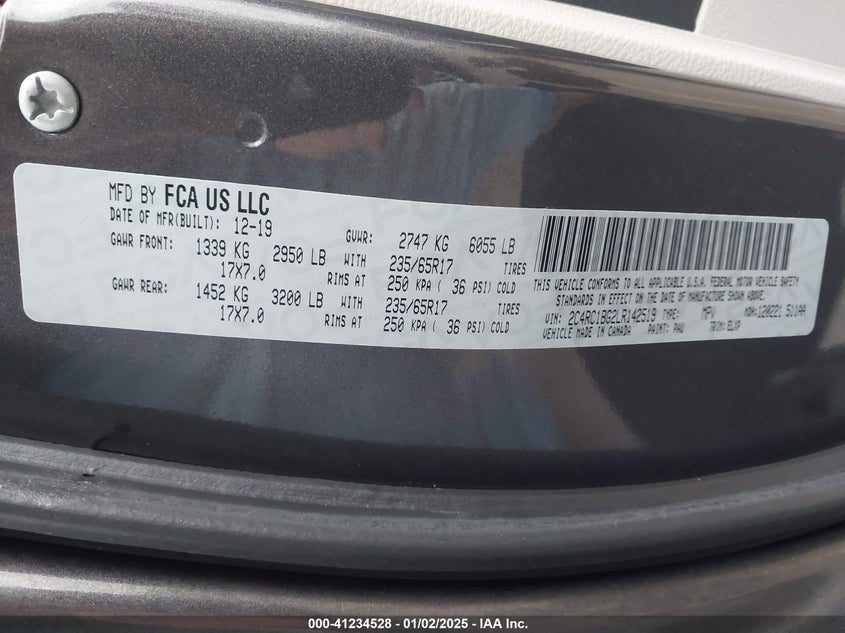 MFD BY FCA US LLC
DATE OF MFR(BUILT): 12-19 GVWR: 2747 KG 6055 LB
GAWR FRONT: 1339 KG 2950 LB WITH 235/65R17 TIRES
17X7.0 RIMS AT 250 KPA ( 36 PSI) COLD
GAWR REAR: 1452 KG 3200 LB WITH 235/65R17 TIRES
17X7.0 RIMS AT 250 KPA ( 36 PSI) COLD
THIS VEHICLE CONFORMS TO ALL APPLICABLE U.S.A. FEDERAL MOTOR VEHICLE SAFETY
STANDARDS IN EFFECT ON THE DATE OF MANUFACTURE SHOWN ABOVE.
VIN: 2C4RC1BG2LR142519 TYPE: MPV MDH: 120221 511AA
VEHICLE MADE IN CANADA PAINT: PAU TRIM:
000-41234528 - 01/02/2025 - IAA Inc.